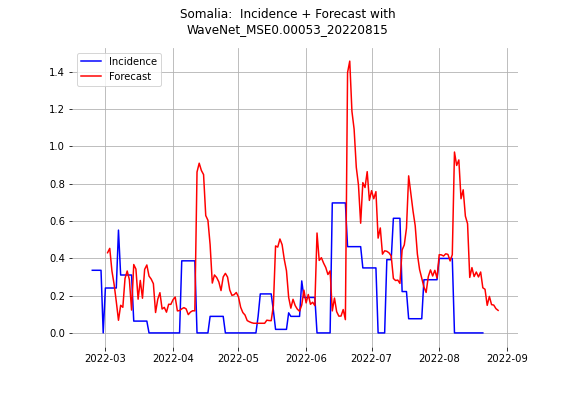 Somalia:  Incidence + Forecast with
WaveNet_MSE0.00053_20220815
Incidence
Forecast
1.4
1.2
1.0
0.8
0.6
0.4
0.2
0.0
2022-03 2022-04 2022-05 2022-06 2022-07 2022-08 2022-09